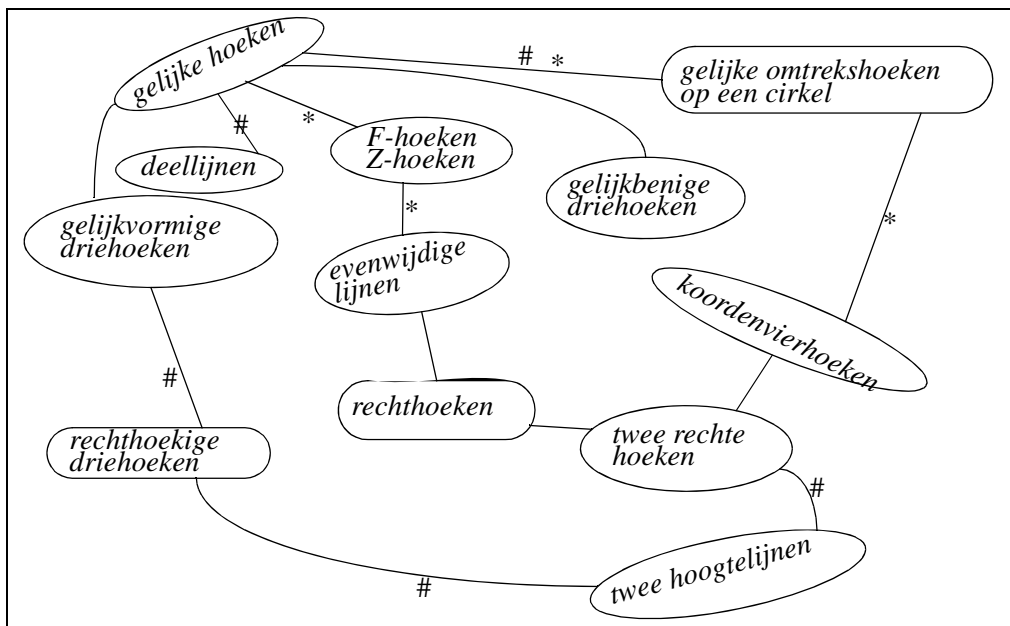 gelijke hoeken
# *
gelijke omtrekshoeken
op een cirkel
#
*
F-hoeken
Z-hoeken
deellijnen
gelijkbenige
driehoeken
gelijkvormige
driehoeken
*
*
evenwijdige
lijnen
koordenvierhoeken
#
rechthoeken
rechthoekige
driehoeken
twee rechte
hoeken
#
twee hoogtelijnen
#